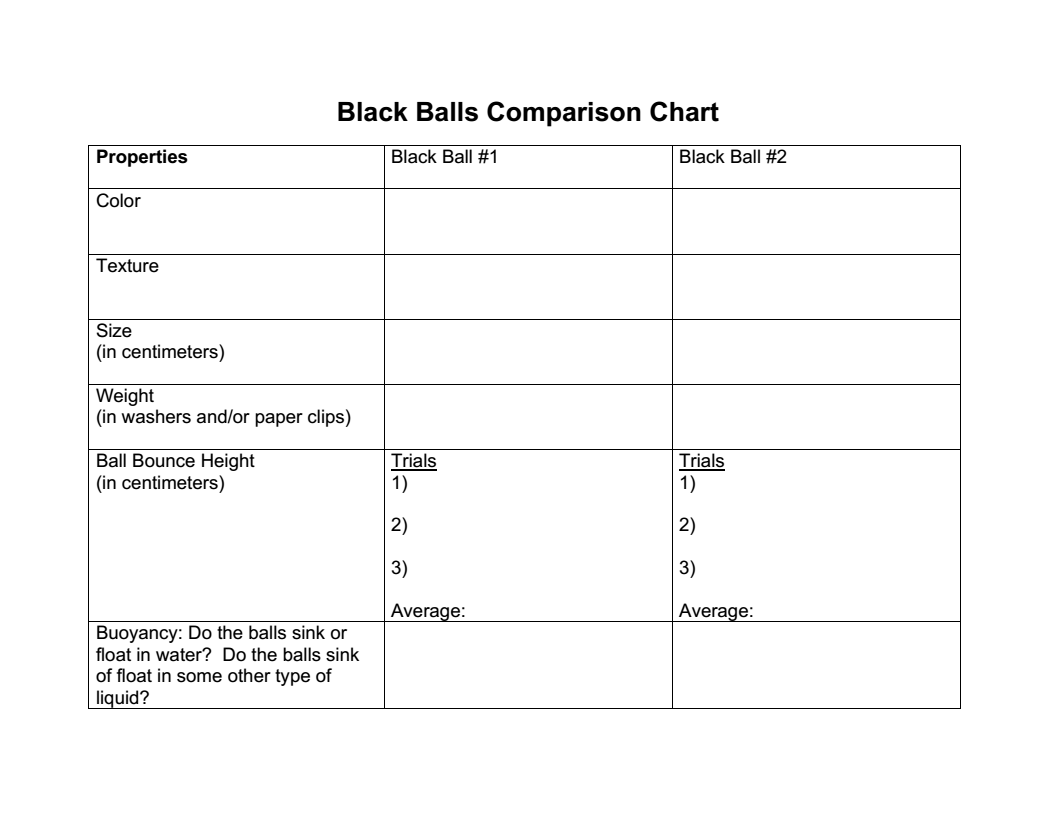 Black Balls Comparison Chart
Properties Black Ball #1 Black Ball #2
Color
Texture
Size
(in centimeters)
Weight
(in washers and/or paper clips)
Ball Bounce Height
(in centimeters)
Trials
1)
2)
3)
Average:
Trials
1)
2)
3)
Average:
Buoyancy: Do the balls sink or
float in water?  Do the balls sink
of float in some other type of
liquid?